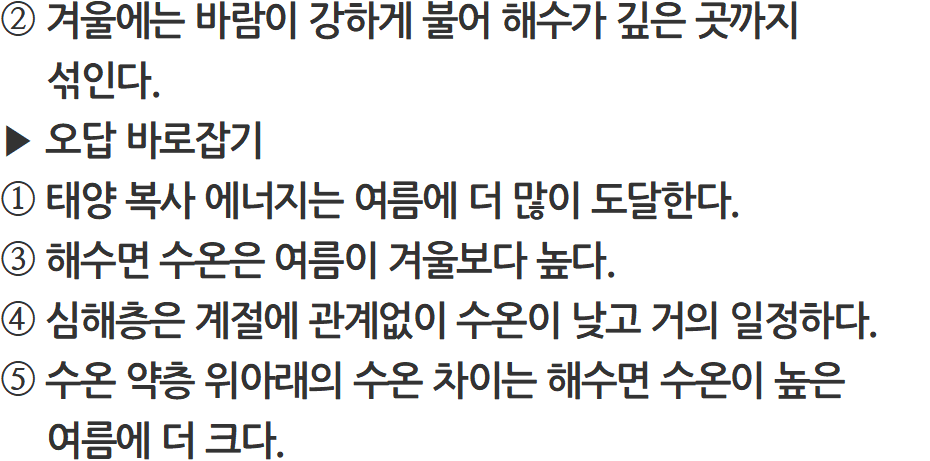 ② 겨울에는 바람이 강하게 불어 해수가 깊은 곳까지
섞인다.
▶ 오답 바로잡기
① 태양 복사 에너지는 여름에 더 많이 도달한다.
③ 해수면 수온은 여름이 겨울보다 높다.
④ 심해층은 계절에 관계없이 수온이 낮고 거의 일정하다.
⑤ 수온 약층 위아래의 수온 차이는 해수면 수온이 높은
여름에 더 크다.